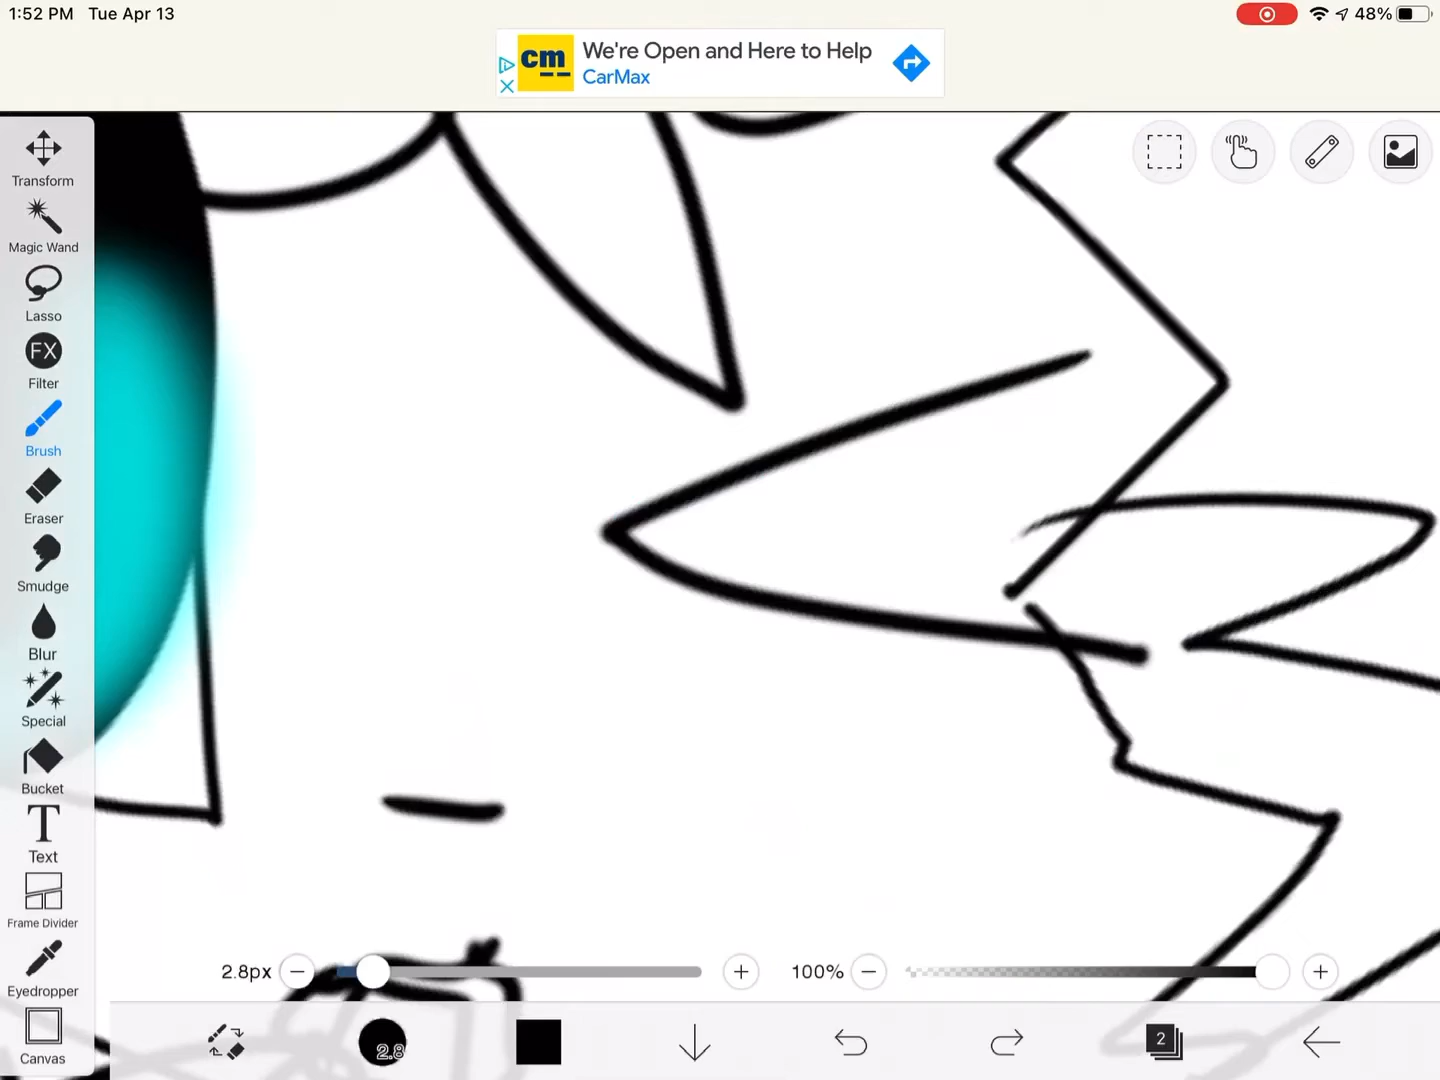 1:52 PM Tue Apr 13
48%
cm
We're Open and Here to Help
CarMax
Transform
Magic Wand
Lasso
FX
Filter
Brush
Eraser
Smudge
Blur
Special
Bucket
T
Text
Frame Divider
Eyedropper
Canvas
2.8px
100%
2.8
2